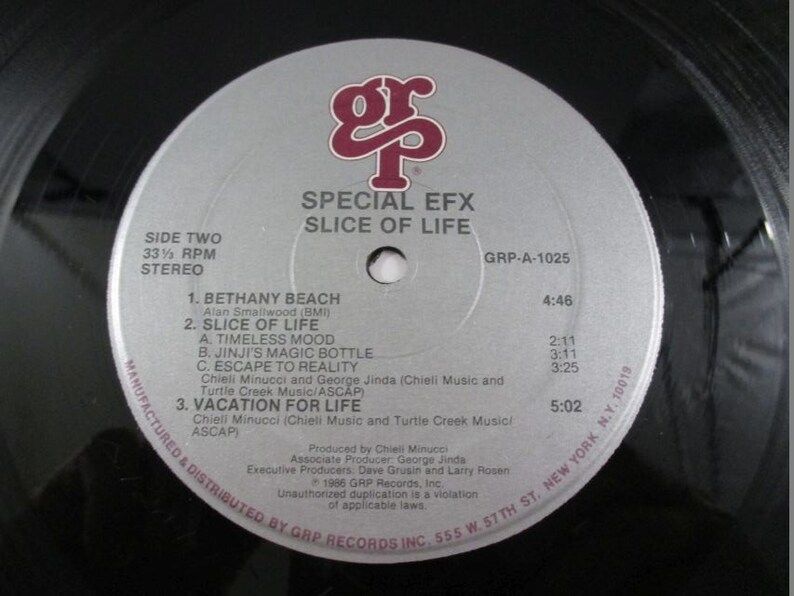 grp®
SPECIAL EFX
SLICE OF LIFE
SIDE TWO
33⅓ RPM
STEREO
GRP-A-1025
1. BETHANY BEACH 4:46
Alan Smallwood (BMI)
2. SLICE OF LIFE
A. TIMELESS MOOD 2:11
B. JINJI'S MAGIC BOTTLE 3:11
C. ESCAPE TO REALITY 3:25
Chieli Minucci and George Jinda (Chieli Music and
Turtle Creek Music/ASCAP)
3. VACATION FOR LIFE 5:02
Chieli Minucci (Chieli Music and Turtle Creek Music/
ASCAP)
Produced by Chieli Minucci
Associate Producer: George Jinda
Executive Producers: Dave Grusin and Larry Rosen
℗ 1986 GRP Records, Inc.
Unauthorized duplication is a violation
of applicable laws.
MANUFACTURED & DISTRIBUTED BY GRP RECORDS INC. 555 W. 57TH ST. NEW YORK N.Y. 10019